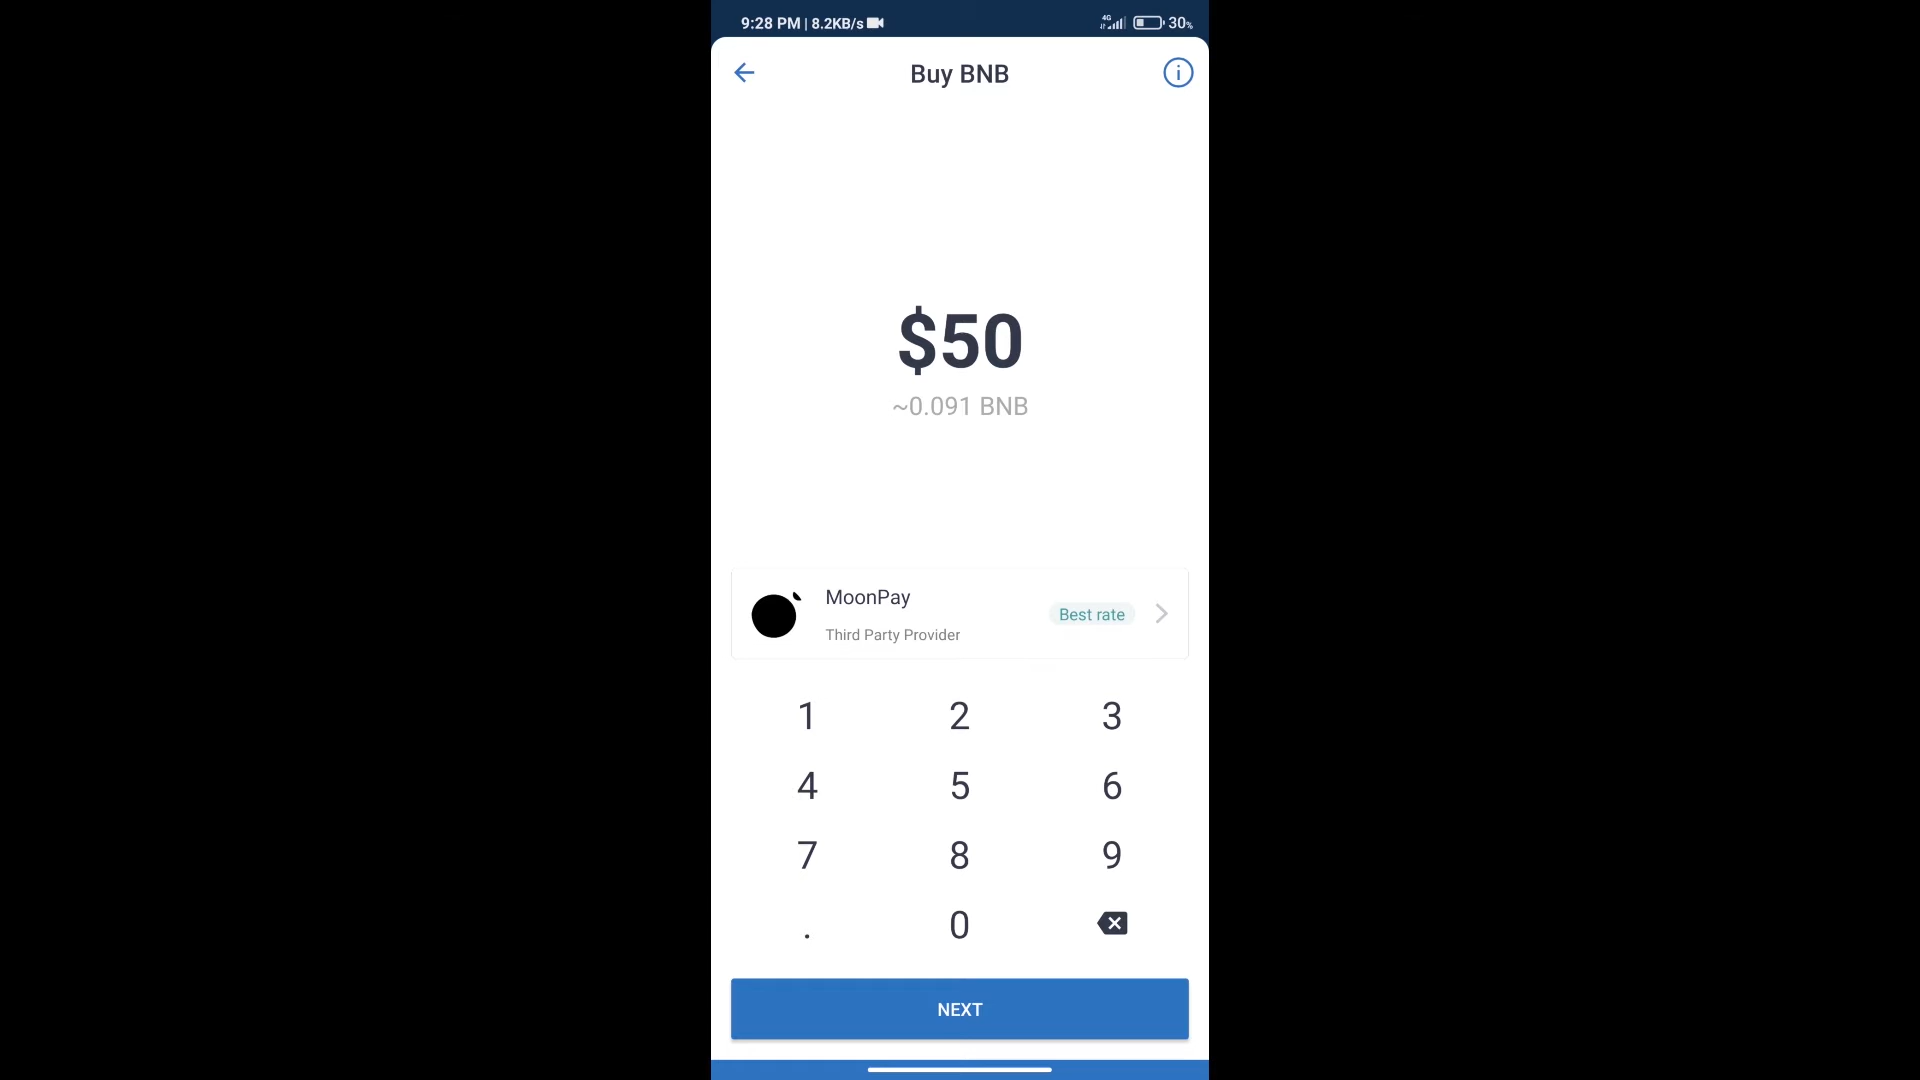 9:28 PM | 8.2KB/s 4G 30%
Buy BNB
$50
~0.091 BNB
MoonPay
Third Party Provider
Best rate
1 2 3
4 5 6
7 8 9
. 0
NEXT